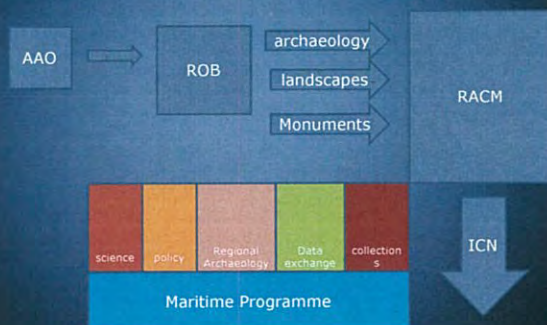 AAO
ROB
archaeology
landscapes
Monuments
RACM
science
policy
Regional
Archaeology
Data
exchange
collection
s
ICN
Maritime Programme